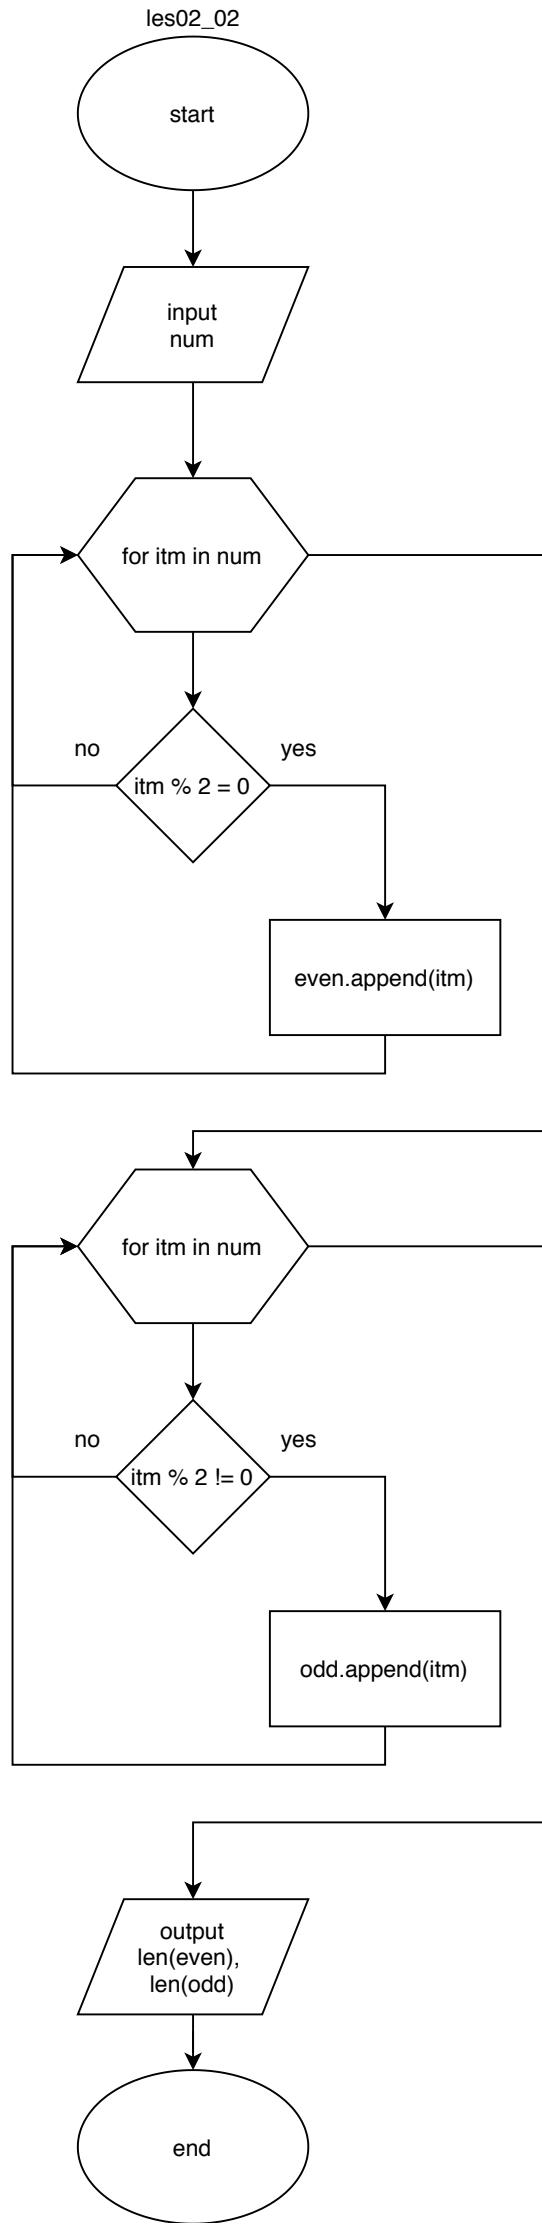 les02_02
start
input
num
for itm in num
no
yes
itm % 2 = 0
even.append(itm)
for itm in num
no
yes
itm % 2 != 0
odd.append(itm)
output
len(even),
len(odd)
end